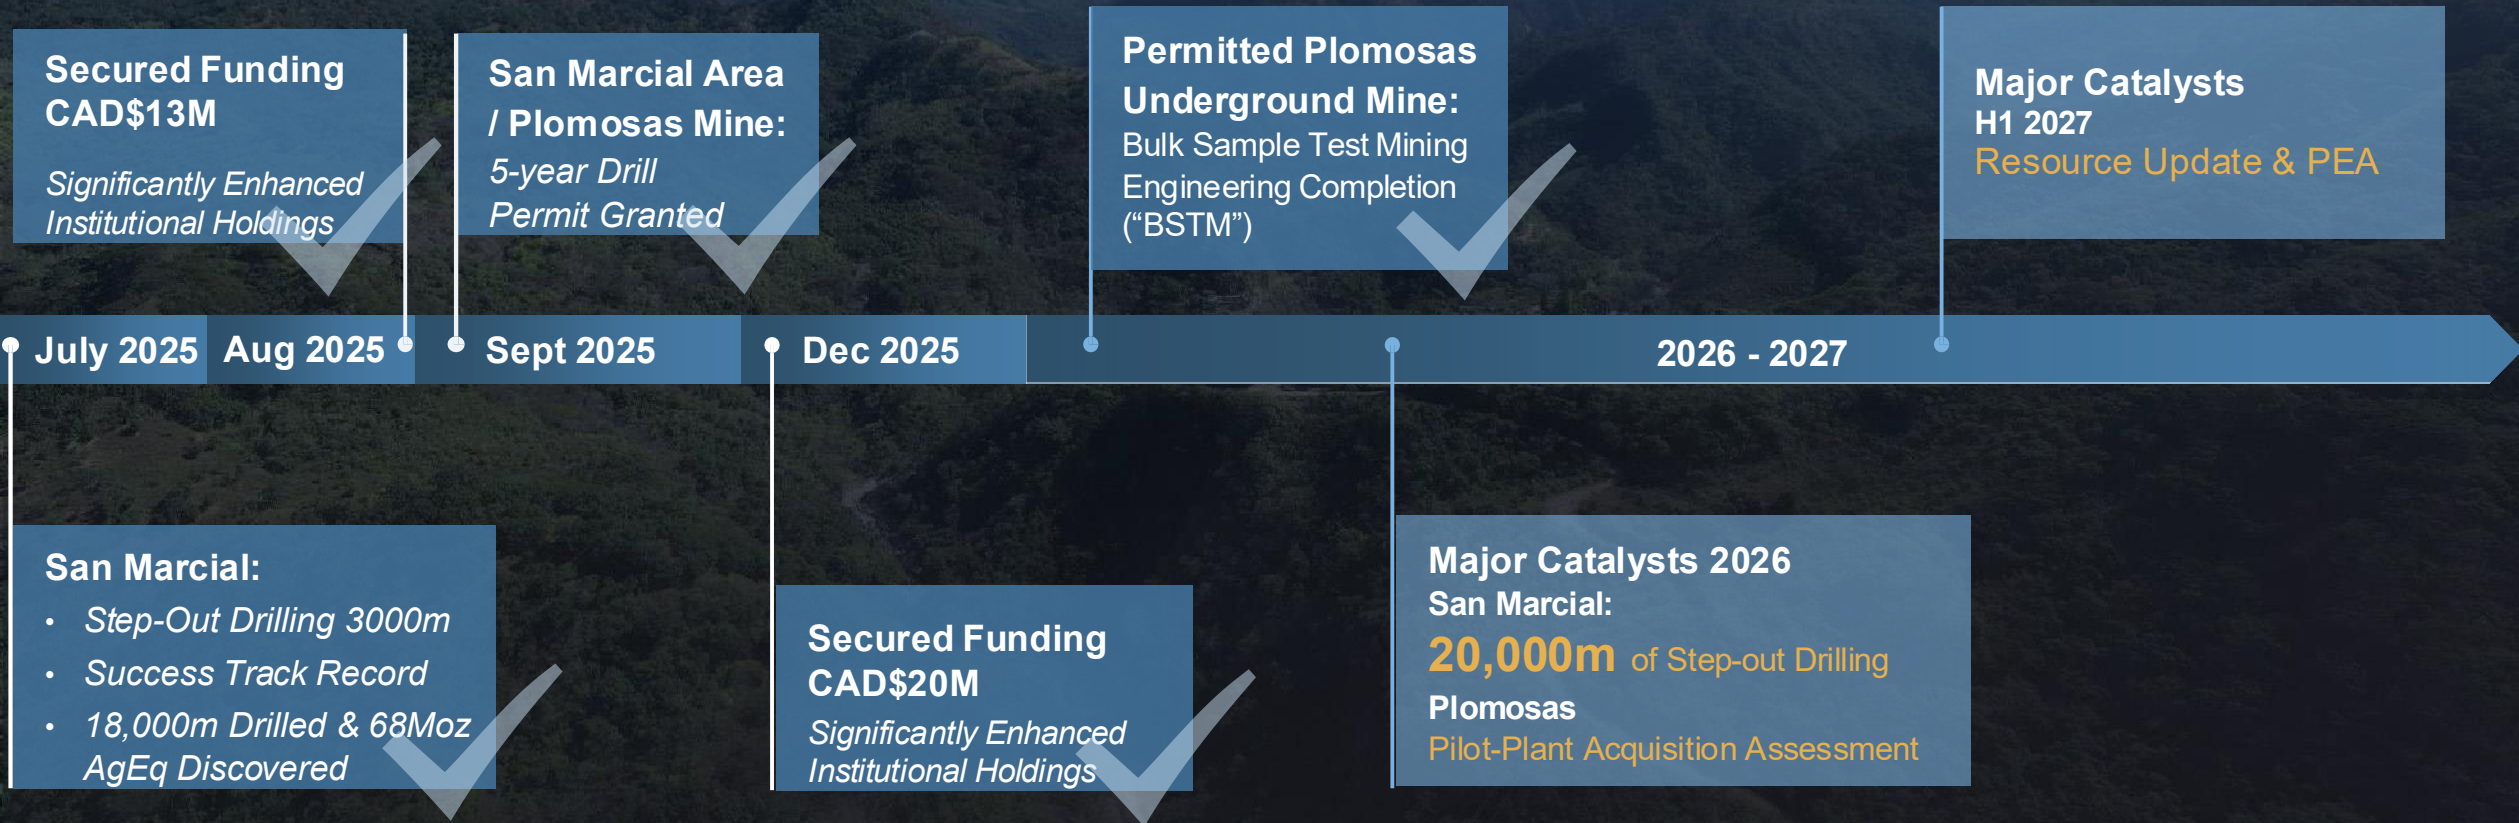 Secured Funding
CAD$13M
Significantly Enhanced
Institutional Holdings
San Marcial Area
/ Plomosas Mine:
5-year Drill
Permit Granted
Permitted Plomosas
Underground Mine:
Bulk Sample Test Mining
Engineering Completion
(“BSTM”)
Major Catalysts
H1 2027
Resource Update & PEA
July 2025
Aug 2025
Sept 2025
Dec 2025
2026 - 2027
San Marcial:
• Step-Out Drilling 3000m
• Success Track Record
• 18,000m Drilled & 68Moz
AgEq Discovered
Secured Funding
CAD$20M
Significantly Enhanced
Institutional Holdings
Major Catalysts 2026
San Marcial:
20,000m of Step-out Drilling
Plomosas
Pilot-Plant Acquisition Assessment